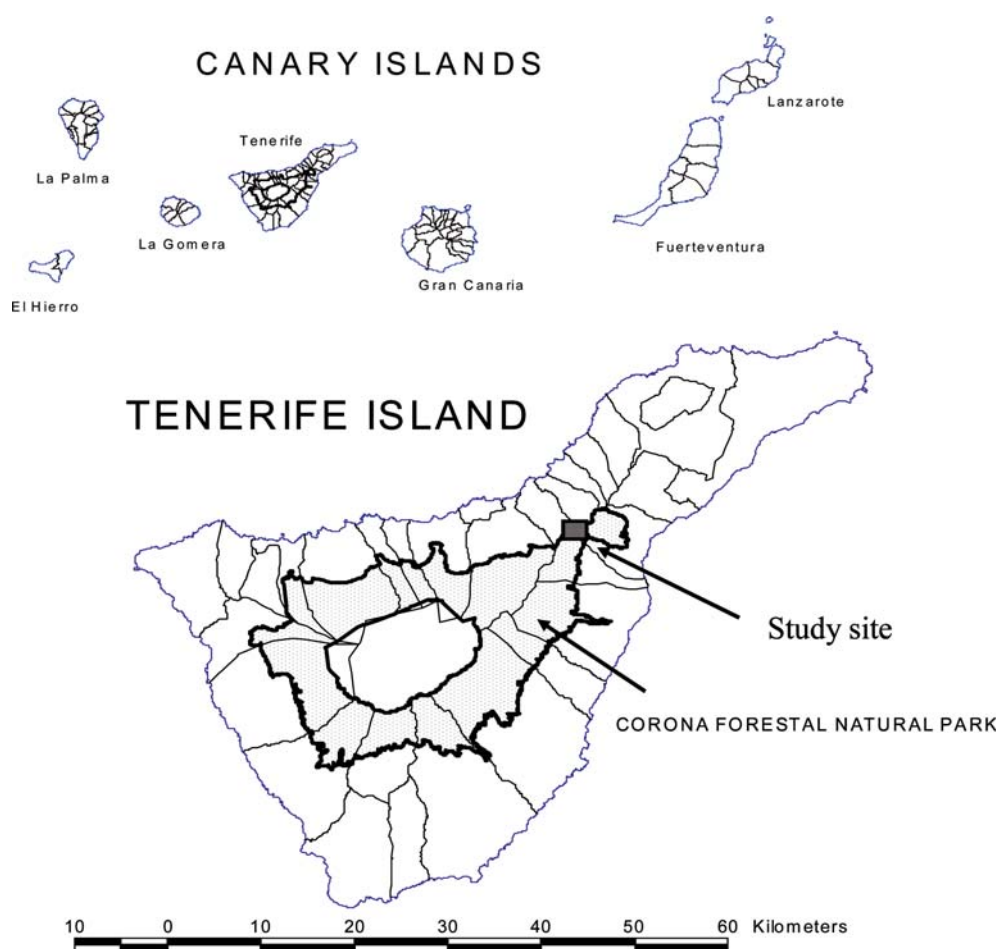 CANARY ISLANDS
Lanzarote
Tenerife
La Palma
La Gomera
Fuerteventura
Gran Canaria
El Hierro
TENERIFE ISLAND
Study site
CORONA FORESTAL NATURAL PARK
10 0 10 20 30 40 50 60 Kilometers